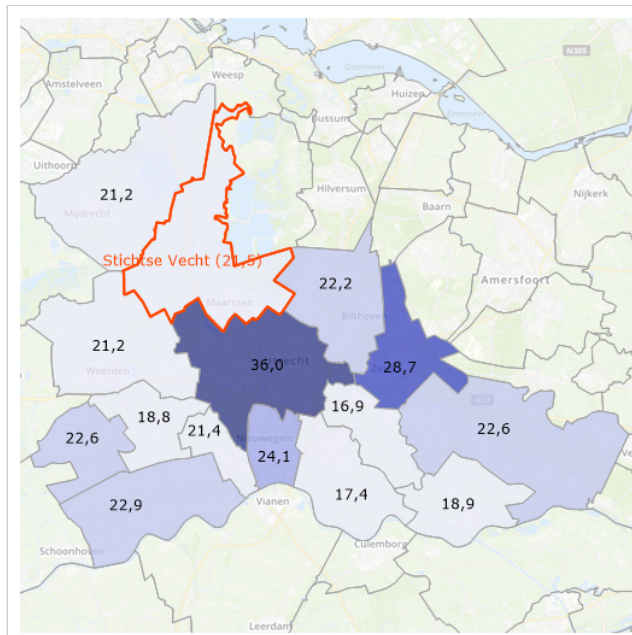 N305
Gooimeer
Weesp
Amstelveen
Huizen
Eemmeer
Bussum
Uithoorn
Hilversum
Nijkerk
21,2
Baarn
Mijdrecht
Stichtse Vecht (21,5)
Amersfoort
22,2
Maarssen
Bilthoven
21,2
36,0
28,7
Woerden
A12
16,9
18,8
21,4
22,6
22,6
Nieuwegein
24,1
22,9
17,4
18,9
Vianen
Schoonhoven
Culemborg
Leerdam